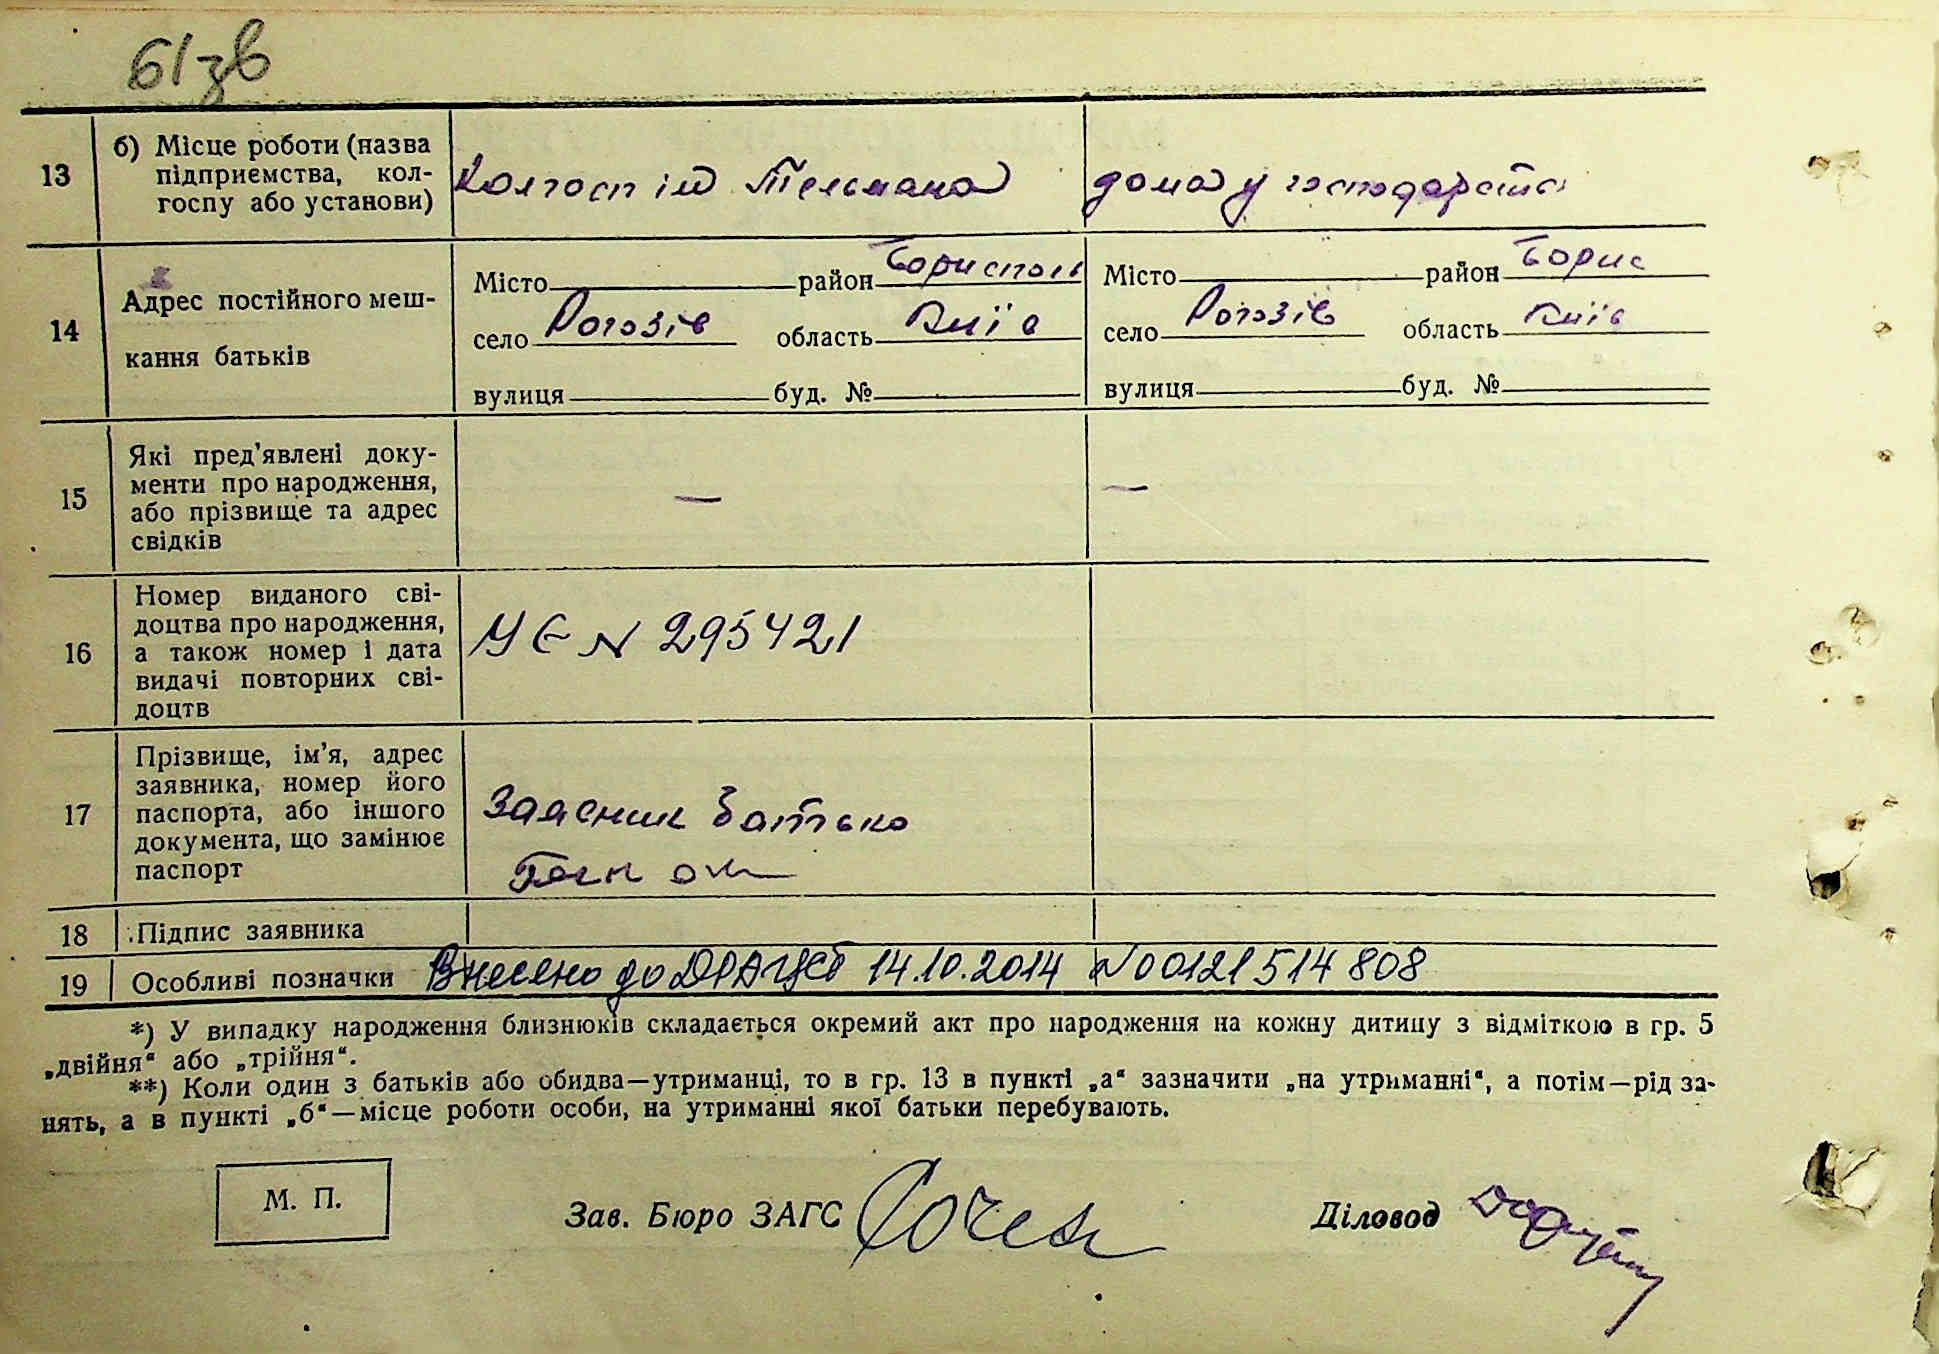 61зв
13 б) Місце роботи (назва
підприємства, кол-
госпу або установи)
Колгосп ім Тельмана
дома у господарстві
14 Адрес постійного меш-
кання батьків
Місто район Бориспіль
село Рогозів область Київ
вулиця буд. №
Місто район Борис
село Рогозів область Київ
вулиця буд. №
15 Які пред'явлені доку-
менти про народження,
або прізвище та адрес
свідків
— —
16 Номер виданого сві-
доцтва про народження,
а також номер і дата
видачі повторних сві-
доцтв
УЄ N 295421
17 Прізвище, ім'я, адрес
заявника, номер його
паспорта, або іншого
документа, що замінює
паспорт
Заявник батько
18 Підпис заявника
19 Особливі позначки Внесено до ДРАЦСГ 14.10.2014 N00121514808
*) У випадку народження близнюків складається окремий акт про народження на кожну дитину з відміткою в гр. 5
„двійня“ або „трійня“.
**) Коли один з батьків або обидва—утриманці, то в гр. 13 в пункті „а“ зазначити „на утриманні“, а потім—рід за-
нять, а в пункті „б“—місце роботи особи, на утриманні якої батьки перебувають.
М. П.
Зав. Бюро ЗАГС
Діловод